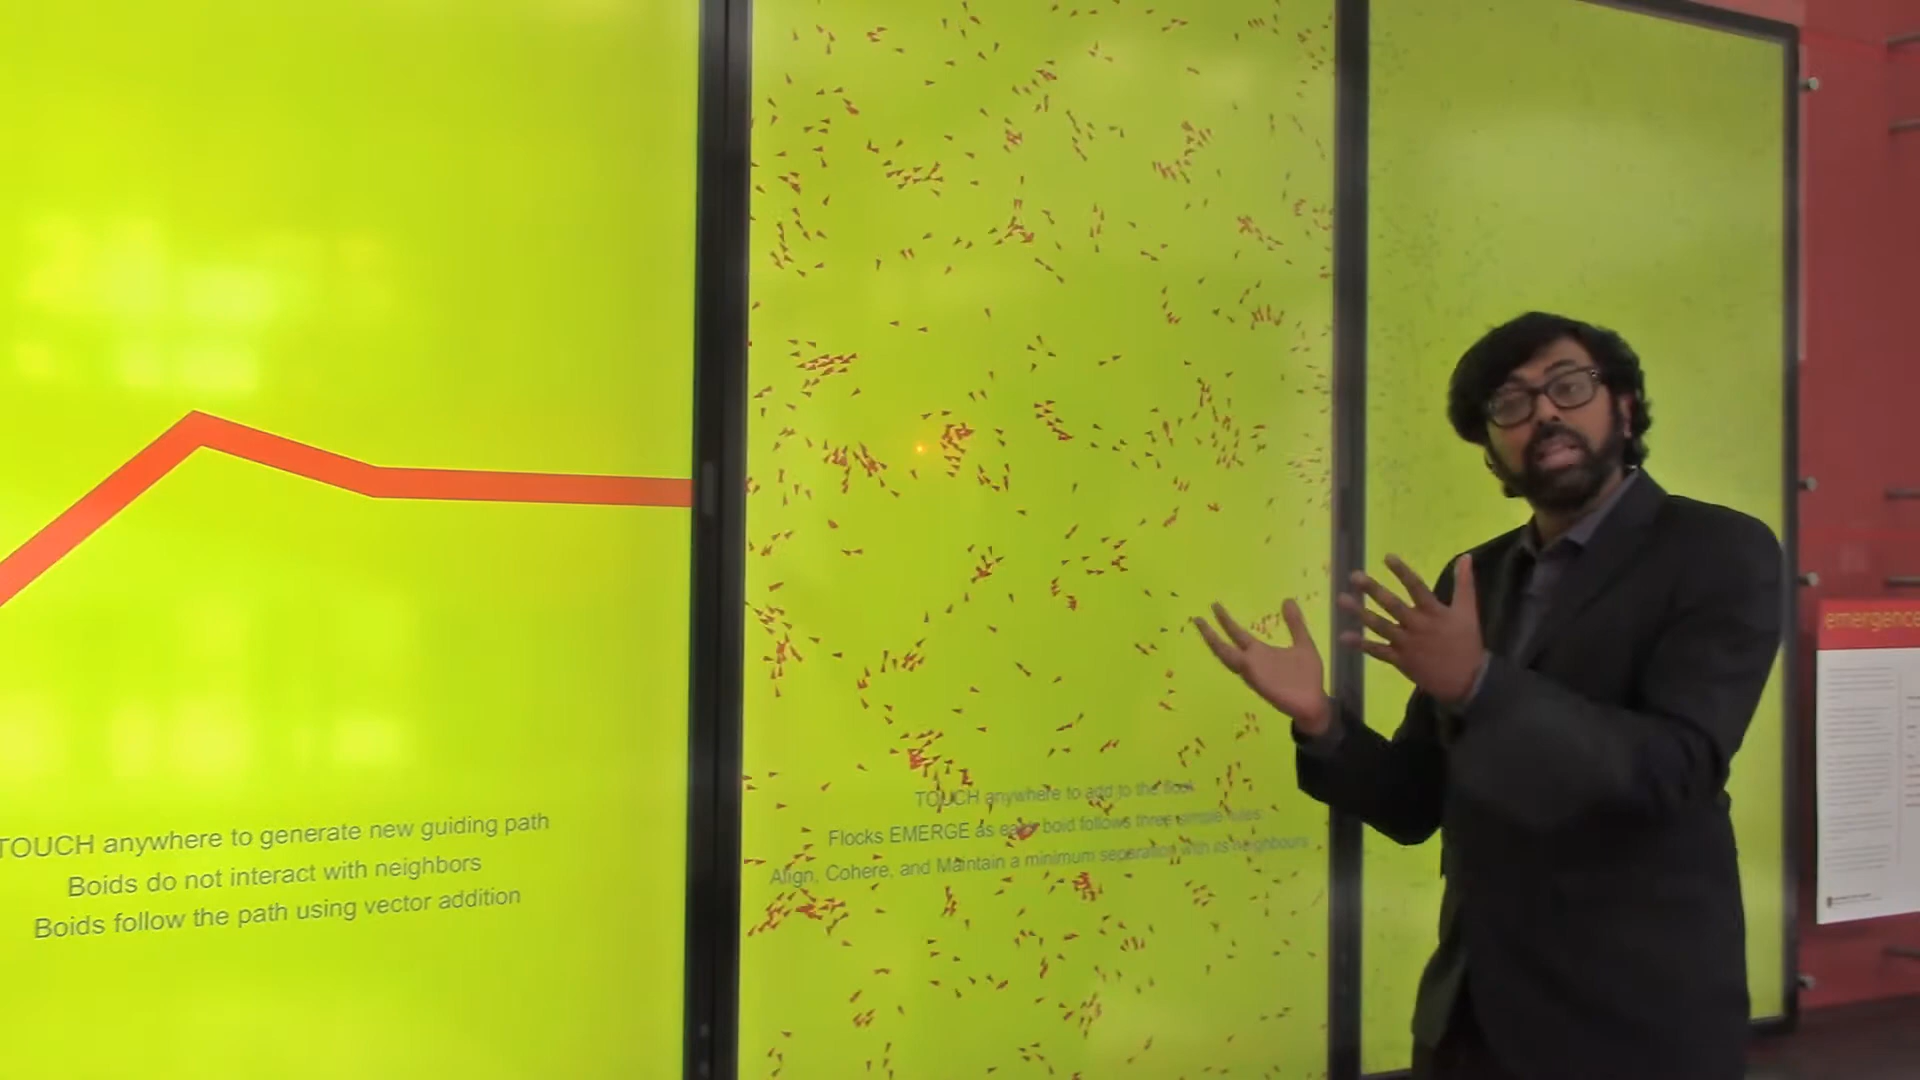 TOUCH anywhere to generate new guiding path
Boids do not interact with neighbors
Boids follow the path using vector addition
TOUCH anywhere to add to the flock
Flocks EMERGE as each boid follows three simple rules:
Align, Cohere, and Maintain a minimum separation with its neighbours
emergence